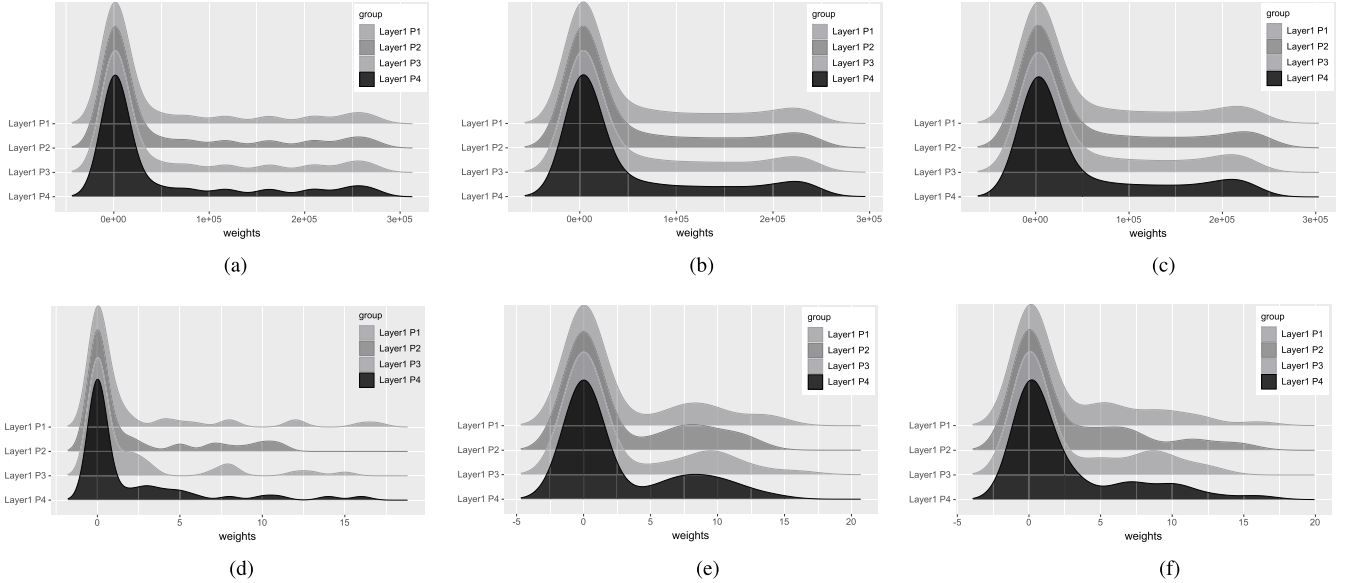 group
Layer1 P1
Layer1 P2
Layer1 P3
Layer1 P4
Layer1 P1
Layer1 P2
Layer1 P3
Layer1 P4
0e+00 1e+05 2e+05 3e+05
weights
(a)
group
Layer1 P1
Layer1 P2
Layer1 P3
Layer1 P4
Layer1 P1
Layer1 P2
Layer1 P3
Layer1 P4
0e+00 1e+05 2e+05 3e+05
weights
(b)
group
Layer1 P1
Layer1 P2
Layer1 P3
Layer1 P4
Layer1 P1
Layer1 P2
Layer1 P3
Layer1 P4
0e+00 1e+05 2e+05 3e+05
weights
(c)
group
Layer1 P1
Layer1 P2
Layer1 P3
Layer1 P4
Layer1 P1
Layer1 P2
Layer1 P3
Layer1 P4
0 5 10 15
weights
(d)
group
Layer1 P1
Layer1 P2
Layer1 P3
Layer1 P4
Layer1 P1
Layer1 P2
Layer1 P3
Layer1 P4
-5 0 5 10 15 20
weights
(e)
group
Layer1 P1
Layer1 P2
Layer1 P3
Layer1 P4
Layer1 P1
Layer1 P2
Layer1 P3
Layer1 P4
-5 0 5 10 15 20
weights
(f)